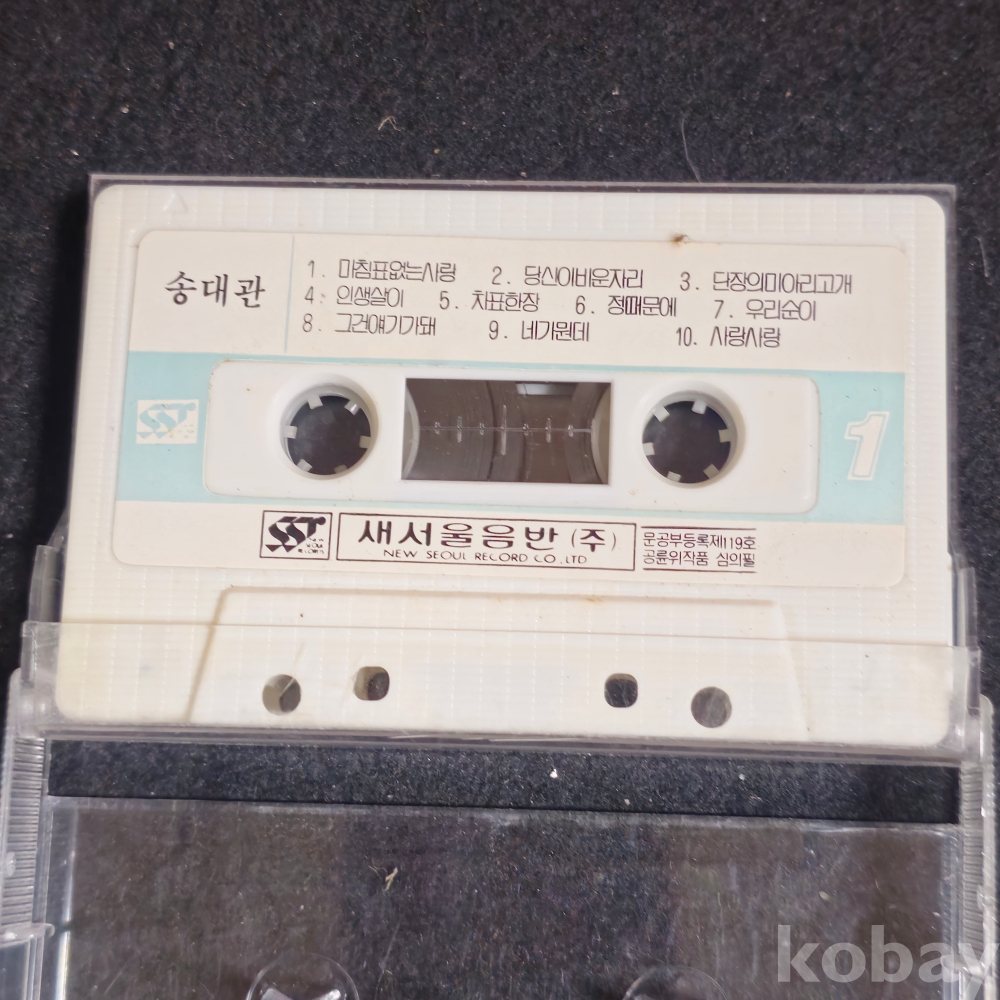 송대관
1. 마침표없는사랑 2. 당신이비운자리 3. 단장의미아리고개
4. 인생살이 5. 차표한장 6. 정때문에 7. 우리순이
8. 그건얘기가돼 9. 네가뭔데 10. 사랑사랑
SST
1
SST 새서울음반(주)
NEW SEOUL RECORD CO.,LTD
문공부등록제119호
공륜위작품 심의필
kobay